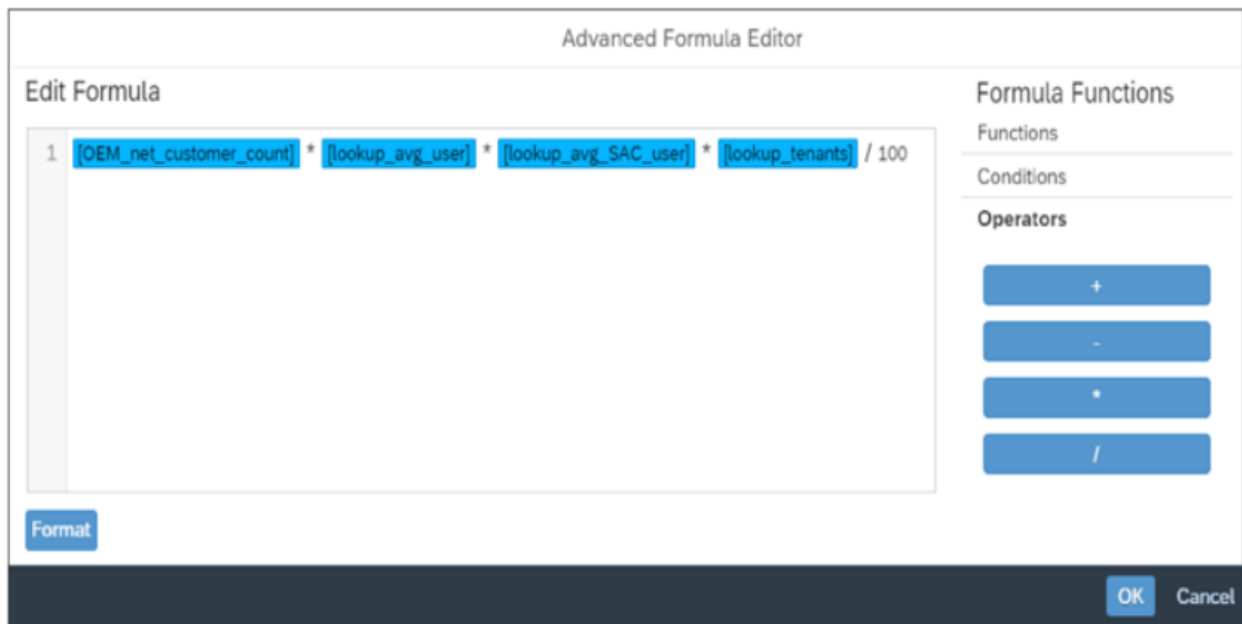 Advanced Formula Editor
Edit Formula
1 [OEM_net_customer_count] * [lookup_avg_user] * [lookup_avg_SAC_user] * [lookup_tenants] / 100
Format
Formula Functions
Functions
Conditions
Operators
+
-
*
/
OK Cancel